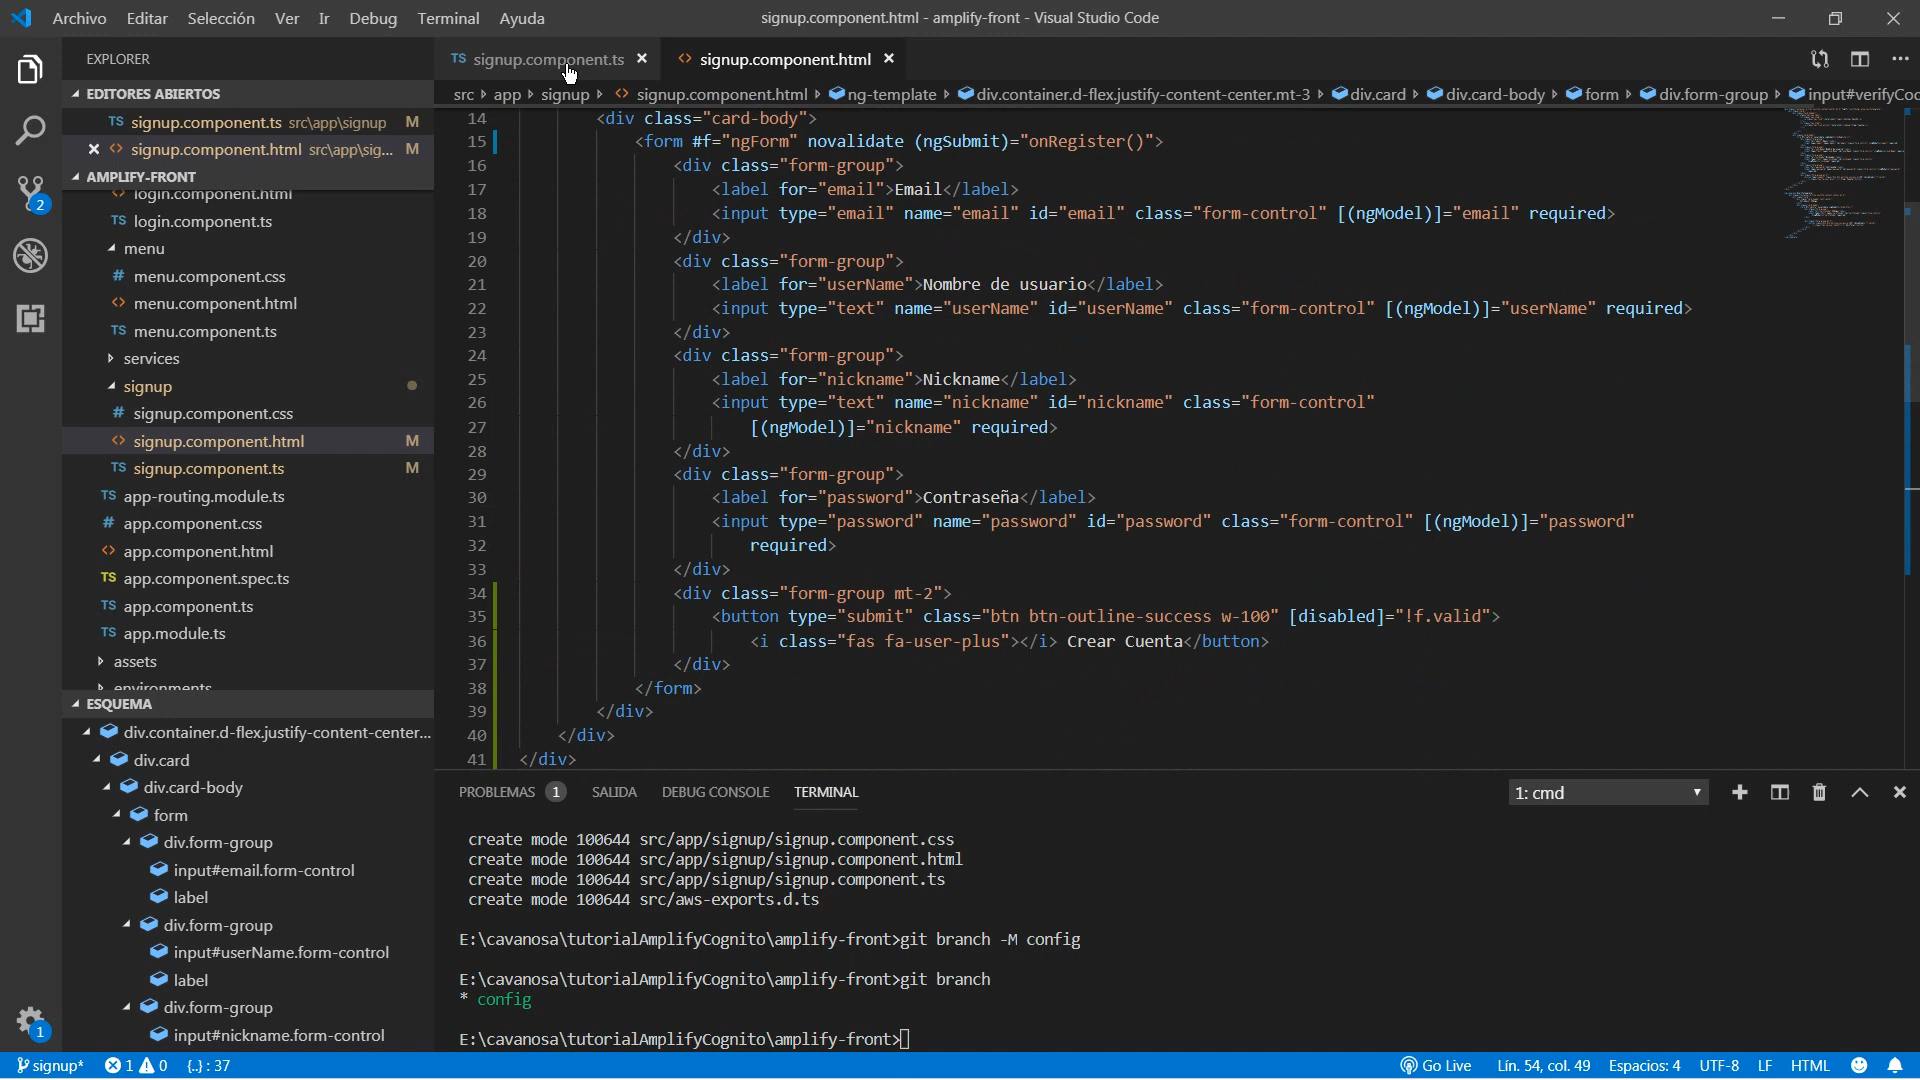 Archivo Editar Selección Ver Ir Debug Terminal Ayuda
signup.component.html - amplify-front - Visual Studio Code
EXPLORER
EDITORES ABIERTOS
TS signup.component.ts src\app\signup M
<> signup.component.html src\app\sig... M
AMPLIFY-FRONT
<> login.component.html
TS login.component.ts
menu
# menu.component.css
<> menu.component.html
TS menu.component.ts
services
signup
# signup.component.css
<> signup.component.html M
TS signup.component.ts M
TS app-routing.module.ts
# app.component.css
<> app.component.html
TS app.component.spec.ts
TS app.component.ts
TS app.module.ts
assets
environments
ESQUEMA
div.container.d-flex.justify-content-center...
div.card
div.card-body
form
div.form-group
input#email.form-control
label
div.form-group
input#userName.form-control
label
div.form-group
input#nickname.form-control
2
1
TS signup.component.ts
<> signup.component.html
src app signup <> signup.component.html ng-template div.container.d-flex.justify-content-center.mt-3 div.card div.card-body form div.form-group input#verifyCo
14 <div class="card-body">
15 <form #f="ngForm" novalidate (ngSubmit)="onRegister()">
16 <div class="form-group">
17 <label for="email">Email</label>
18 <input type="email" name="email" id="email" class="form-control" [(ngModel)]="email" required>
19 </div>
20 <div class="form-group">
21 <label for="userName">Nombre de usuario</label>
22 <input type="text" name="userName" id="userName" class="form-control" [(ngModel)]="userName" required>
23 </div>
24 <div class="form-group">
25 <label for="nickname">Nickname</label>
26 <input type="text" name="nickname" id="nickname" class="form-control"
27 [(ngModel)]="nickname" required>
28 </div>
29 <div class="form-group">
30 <label for="password">Contraseña</label>
31 <input type="password" name="password" id="password" class="form-control" [(ngModel)]="password"
32 required>
33 </div>
34 <div class="form-group mt-2">
35 <button type="submit" class="btn btn-outline-success w-100" [disabled]="!f.valid">
36 <i class="fas fa-user-plus"></i> Crear Cuenta</button>
37 </div>
38 </form>
39 </div>
40 </div>
41 </div>
PROBLEMAS 1 SALIDA DEBUG CONSOLE TERMINAL 1: cmd
create mode 100644 src/app/signup/signup.component.css
create mode 100644 src/app/signup/signup.component.html
create mode 100644 src/app/signup/signup.component.ts
create mode 100644 src/aws-exports.d.ts
E:\cavanosa\tutorialAmplifyCognito\amplify-front>git branch -M config
E:\cavanosa\tutorialAmplifyCognito\amplify-front>git branch
* config
E:\cavanosa\tutorialAmplifyCognito\amplify-front>
signup* 1 0 {..} : 37 Go Live Lín. 54, col. 49 Espacios: 4 UTF-8 LF HTML